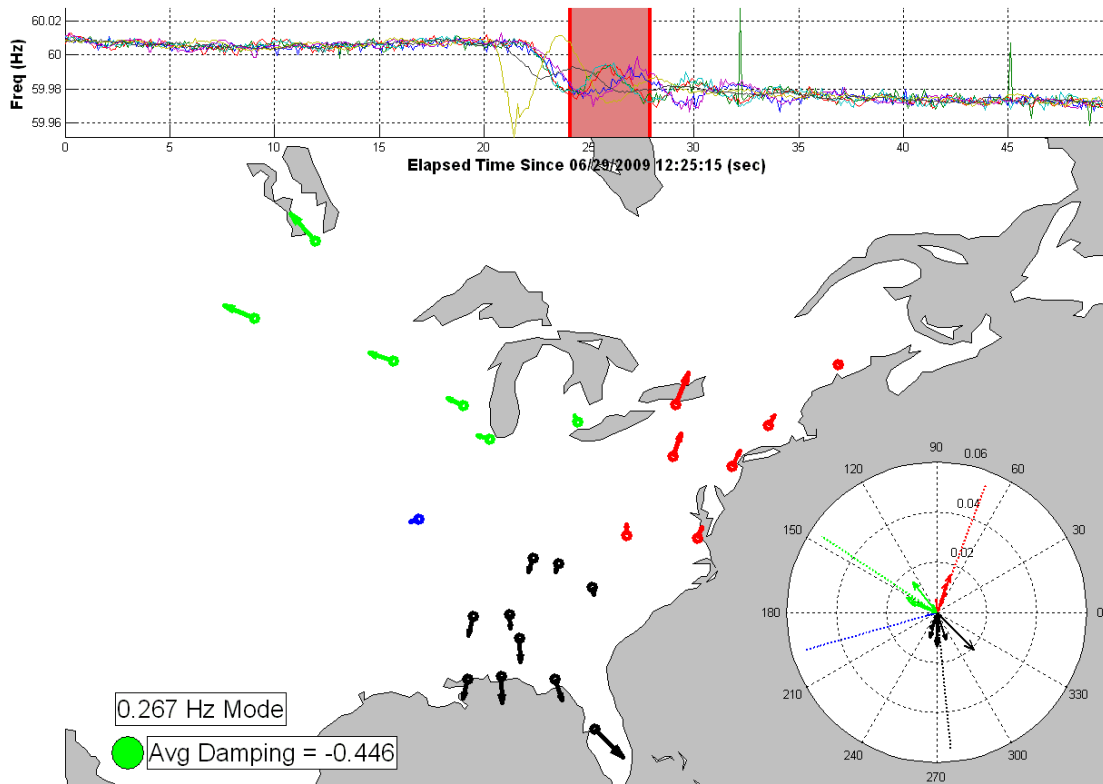 Freq (Hz)
60.02
60
59.98
59.96
0 5 10 15 20 25 30 35 40 45
Elapsed Time Since 06/29/2009 12:25:15 (sec)
90
120 0.06 60
0.04
150 30
0.02
180 0
210 330
240 300
270
0.267 Hz Mode
Avg Damping = -0.446